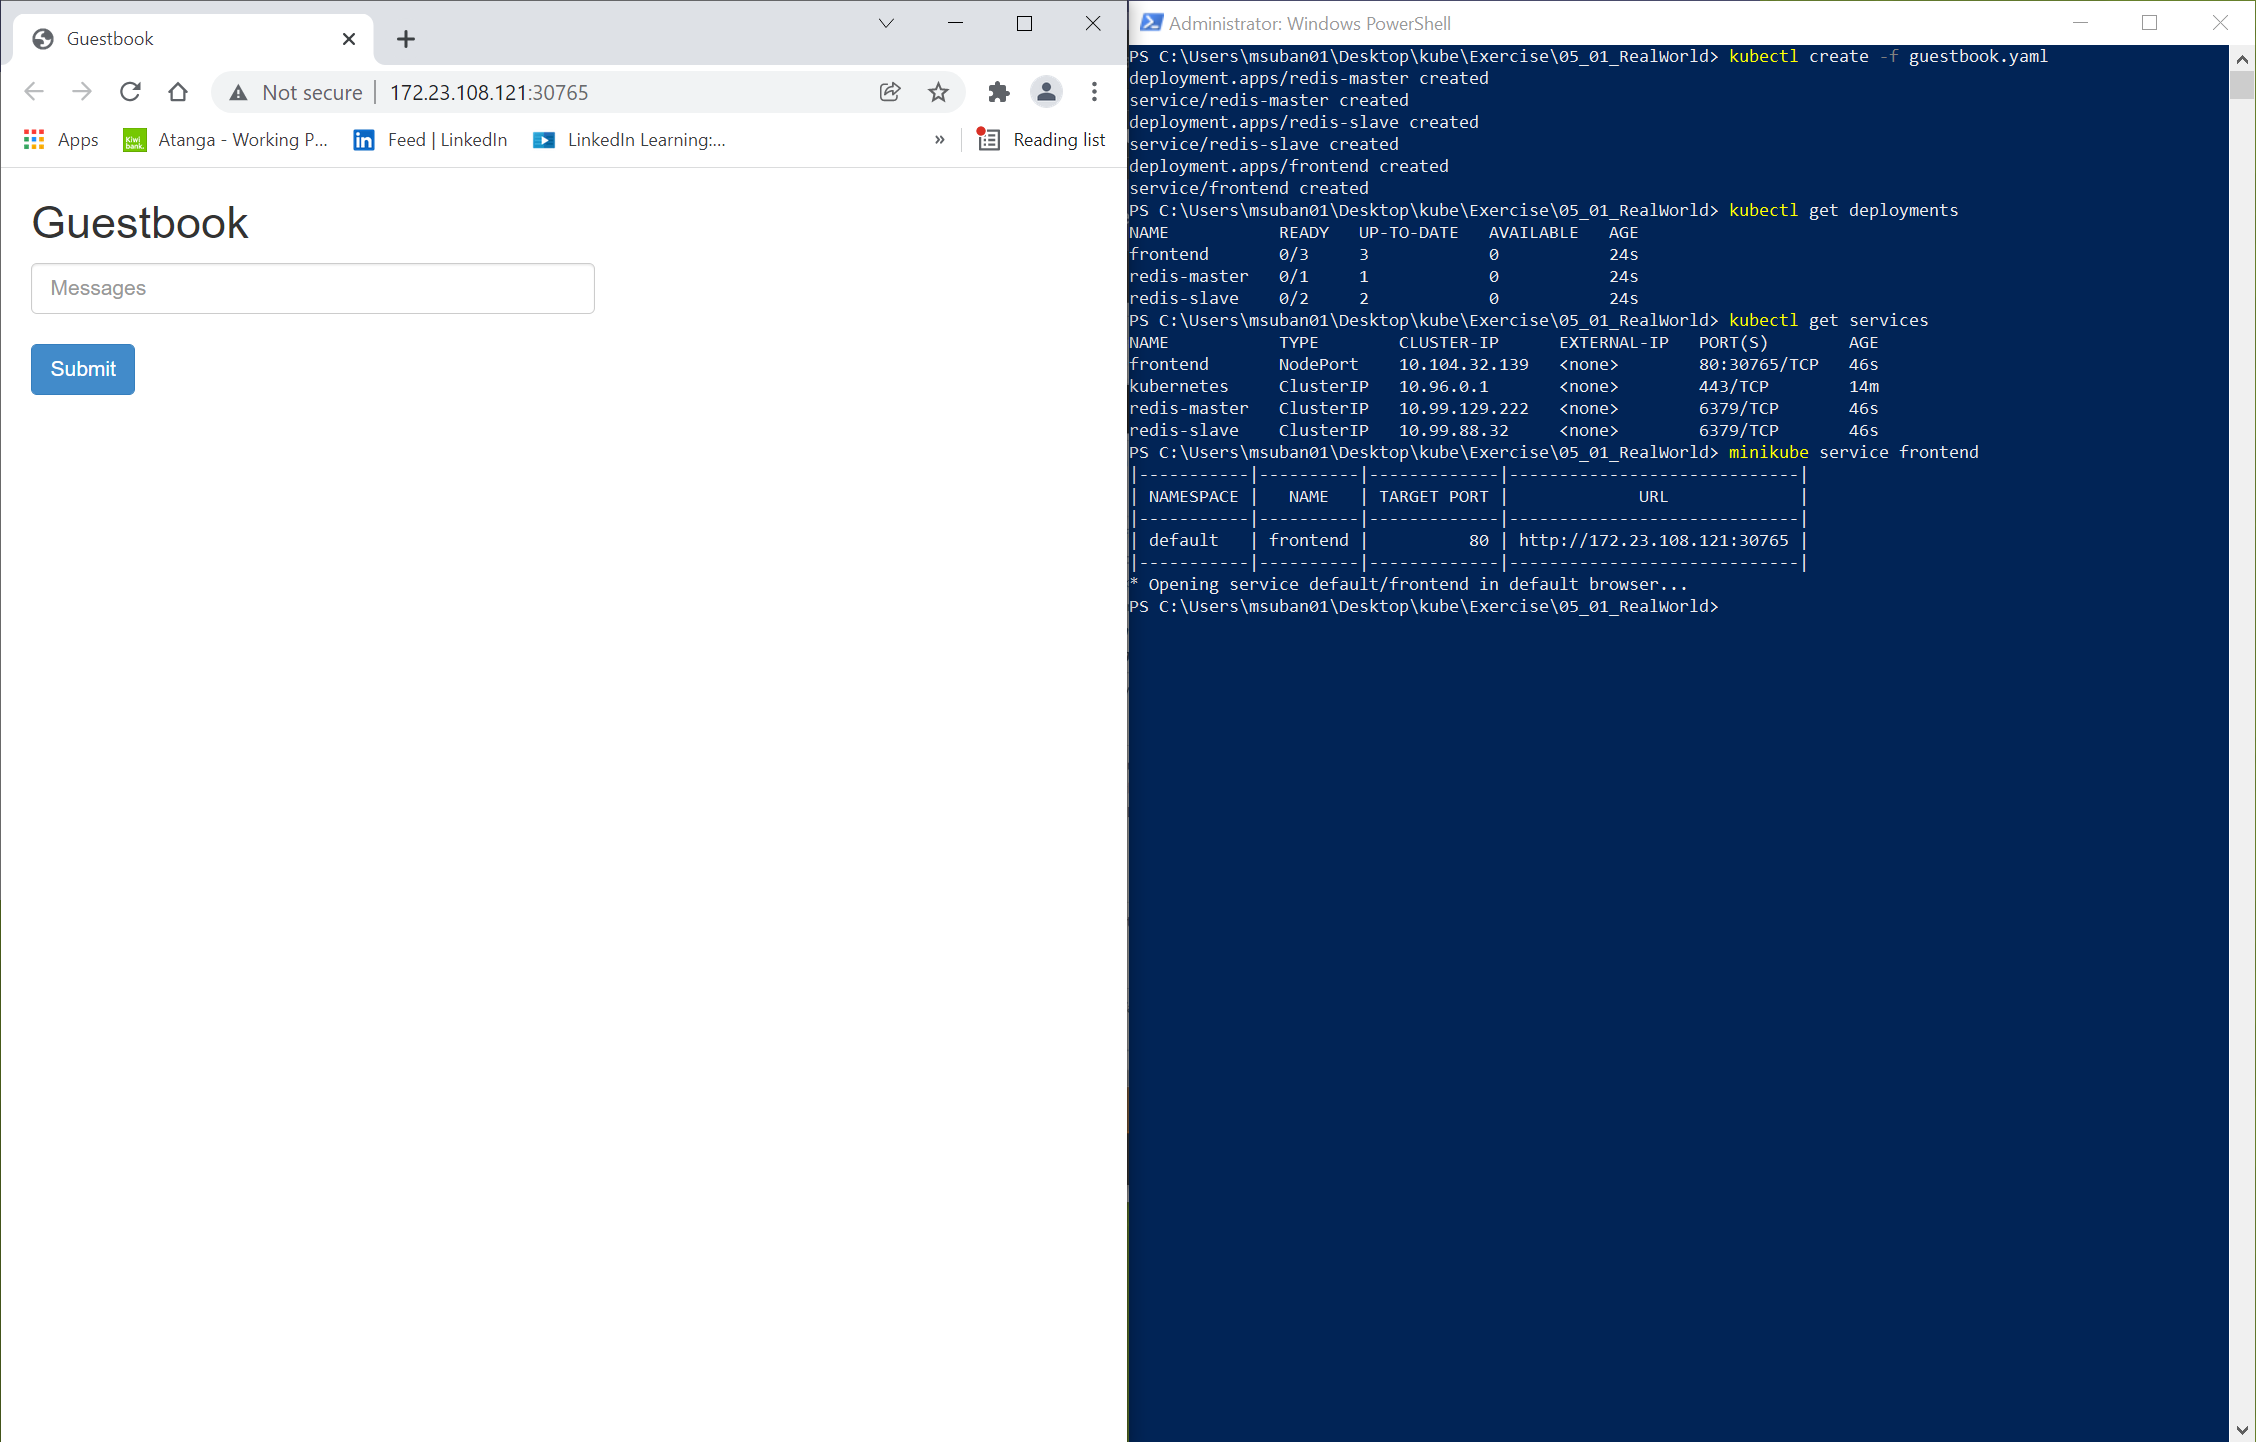 Guestbook
Not secure | 172.23.108.121:30765
Apps Kiwi bank. Atanga - Working P... Feed | LinkedIn LinkedIn Learning:... » Reading list
Guestbook
Messages
Submit
Administrator: Windows PowerShell
PS C:\Users\msuban01\Desktop\kube\Exercise\05_01_RealWorld> kubectl create -f guestbook.yaml
deployment.apps/redis-master created
service/redis-master created
deployment.apps/redis-slave created
service/redis-slave created
deployment.apps/frontend created
service/frontend created
PS C:\Users\msuban01\Desktop\kube\Exercise\05_01_RealWorld> kubectl get deployments
NAME           READY   UP-TO-DATE   AVAILABLE   AGE
frontend       0/3     3            0           24s
redis-master   0/1     1            0           24s
redis-slave    0/2     2            0           24s
PS C:\Users\msuban01\Desktop\kube\Exercise\05_01_RealWorld> kubectl get services
NAME           TYPE        CLUSTER-IP      EXTERNAL-IP   PORT(S)        AGE
frontend       NodePort    10.104.32.139   <none>        80:30765/TCP   46s
kubernetes     ClusterIP   10.96.0.1       <none>        443/TCP        14m
redis-master   ClusterIP   10.99.129.222   <none>        6379/TCP       46s
redis-slave    ClusterIP   10.99.88.32     <none>        6379/TCP       46s
PS C:\Users\msuban01\Desktop\kube\Exercise\05_01_RealWorld> minikube service frontend
|-----------|----------|-------------|-----------------------------|
| NAMESPACE |   NAME   | TARGET PORT |             URL             |
|-----------|----------|-------------|-----------------------------|
| default   | frontend |          80 | http://172.23.108.121:30765 |
|-----------|----------|-------------|-----------------------------|
* Opening service default/frontend in default browser...
PS C:\Users\msuban01\Desktop\kube\Exercise\05_01_RealWorld>